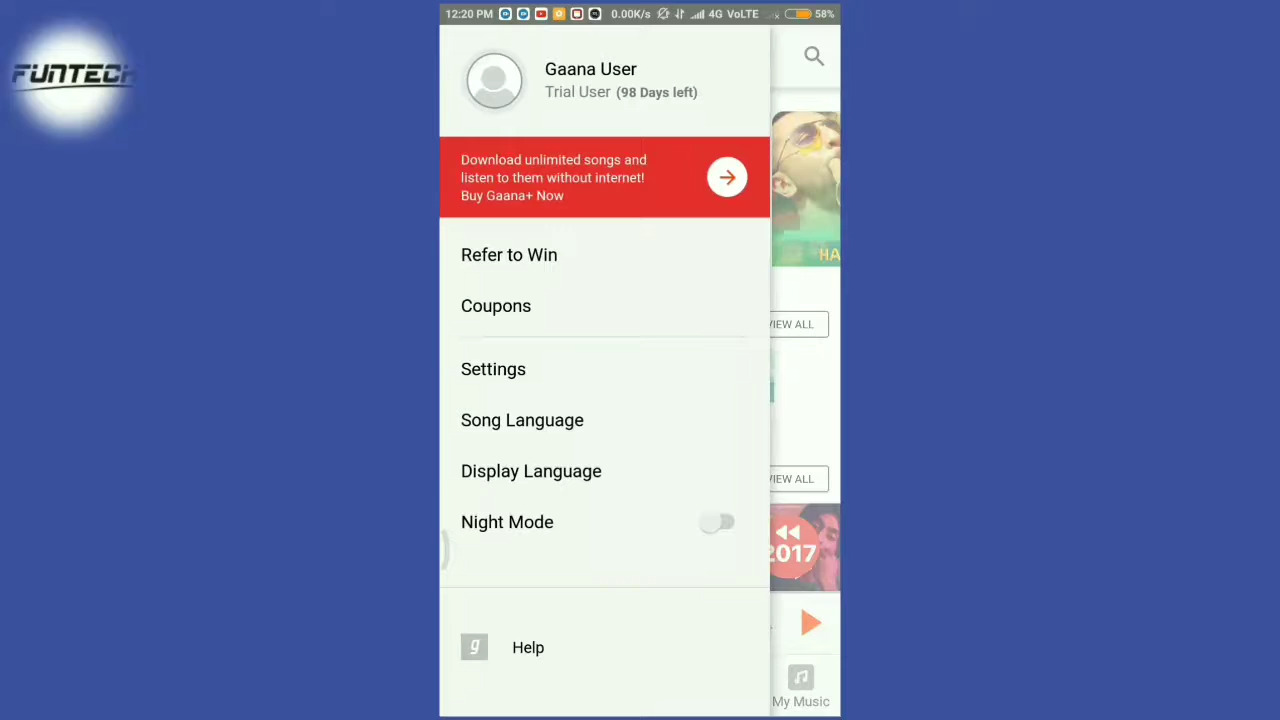 FUNTECH
12:20 PM 0.00K/s 4G VoLTE 58%
Gaana User
Trial User (98 Days left)
Download unlimited songs and
listen to them without internet!
Buy Gaana+ Now
HA
Refer to Win
Coupons
VIEW ALL
Settings
Song Language
Display Language
VIEW ALL
Night Mode
2017
g
Help
My Music